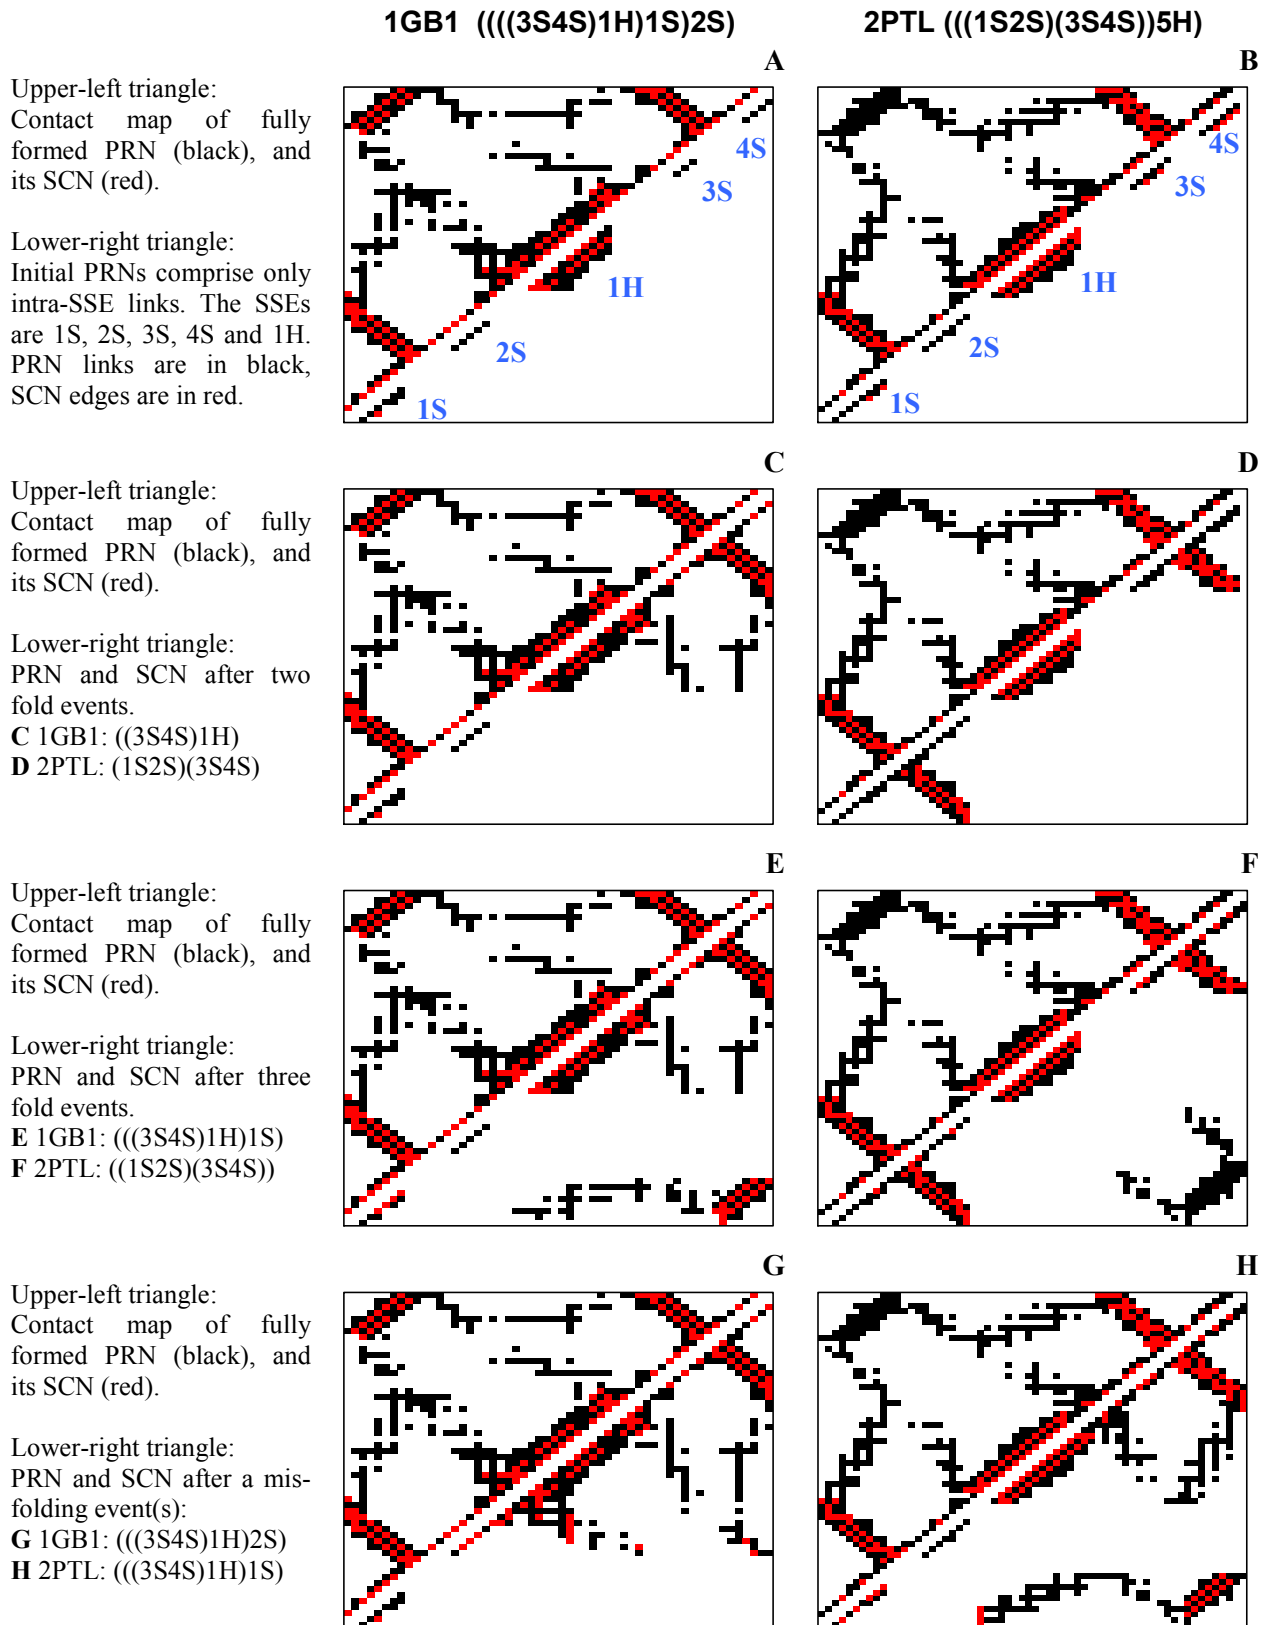 1GB1 ((((3S4S)1H)1S)2S)
2PTL (((1S2S)(3S4S))5H)
A
B
Upper-left triangle:
Contact map of fully
formed PRN (black), and
its SCN (red).
Lower-right triangle:
Initial PRNs comprise only
intra-SSE links. The SSEs
are 1S, 2S, 3S, 4S and 1H.
PRN links are in black,
SCN edges are in red.
4S
3S
1H
2S
1S
4S
3S
1H
2S
1S
C
D
Upper-left triangle:
Contact map of fully
formed PRN (black), and
its SCN (red).
Lower-right triangle:
PRN and SCN after two
fold events.
C 1GB1: ((3S4S)1H)
D 2PTL: (1S2S)(3S4S)
E
F
Upper-left triangle:
Contact map of fully
formed PRN (black), and
its SCN (red).
Lower-right triangle:
PRN and SCN after three
fold events.
E 1GB1: (((3S4S)1H)1S)
F 2PTL: ((1S2S)(3S4S))
G
H
Upper-left triangle:
Contact map of fully
formed PRN (black), and
its SCN (red).
Lower-right triangle:
PRN and SCN after a mis-
folding event(s):
G 1GB1: (((3S4S)1H)2S)
H 2PTL: (((3S4S)1H)1S)